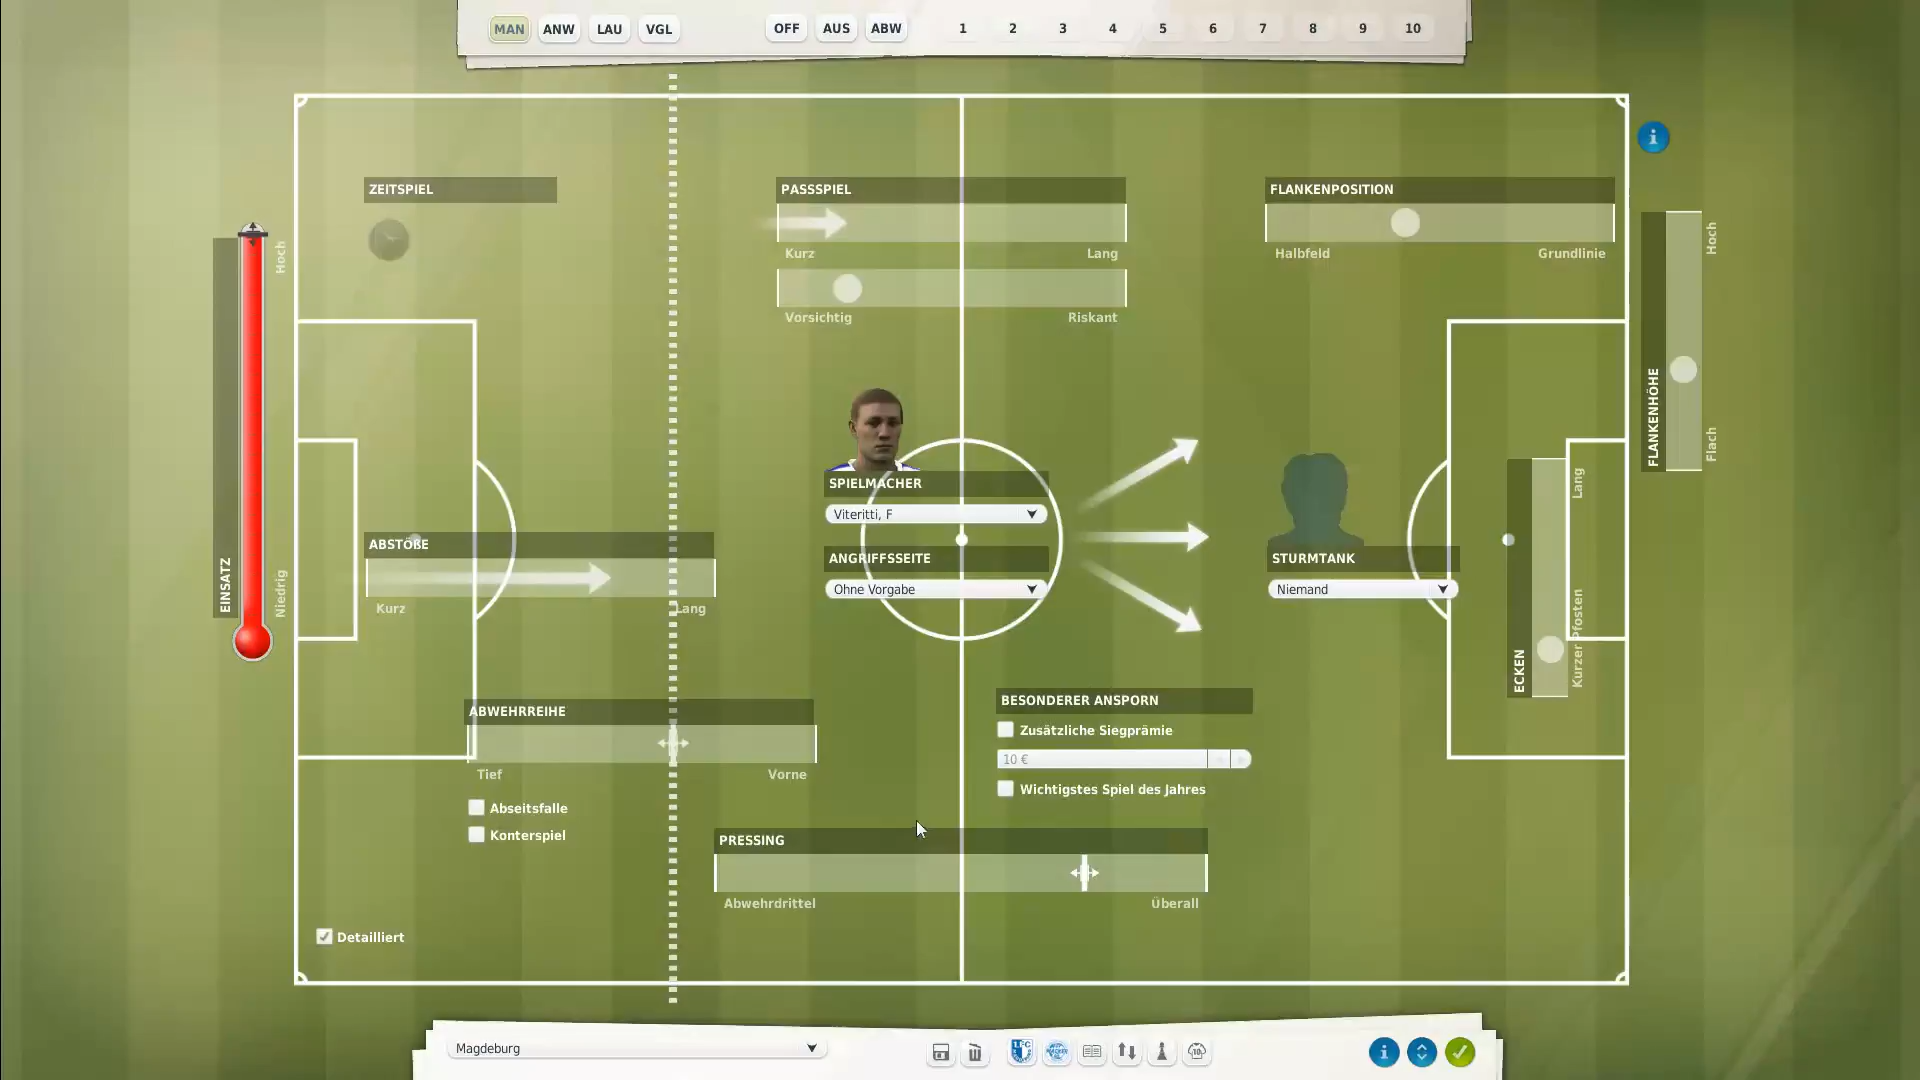 MAN ANW LAU VGL OFF AUS ABW 1 2 3 4 5 6 7 8 9 10
ZEITSPIEL
PASSSPIEL
Kurz Lang
Vorsichtig Riskant
FLANKENPOSITION
Halbfeld Grundlinie
EINSATZ
Hoch
Niedrig
FLANKENHÖHE
Hoch
Flach
SPIELMACHER
Viteritti, F
ANGRIFFSSEITE
Ohne Vorgabe
STURMTANK
Niemand
ABSTÖßE
Kurz Lang
ECKEN
Lang
Kurzer Pfosten
ABWEHRREIHE
Tief Vorne
Abseitsfalle
Konterspiel
BESONDERER ANSPORN
Zusätzliche Siegprämie
10 €
Wichtigstes Spiel des Jahres
PRESSING
Abwehrdrittel Überall
Detailliert
Magdeburg